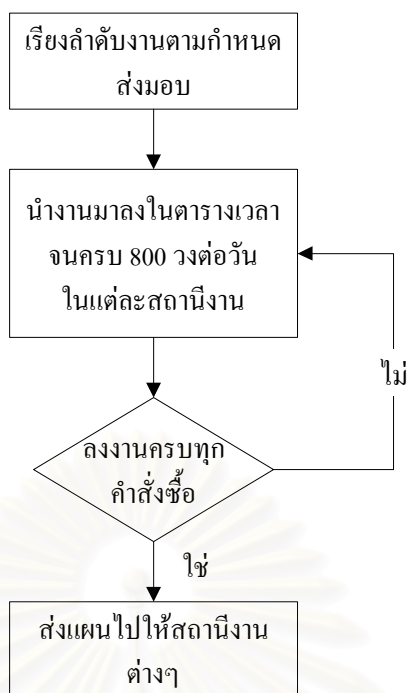 เรียงลำดับงานตามกำหนด
ส่งมอบ
นำงานมาลงในตารางเวลา
จนครบ 800 วงต่อวัน
ในแต่ละสถานีงาน
ไม่
ลงงานครบทุก
คำสั่งซื้อ
ใช่
ส่งแผนไปให้สถานีงาน
ต่างๆ